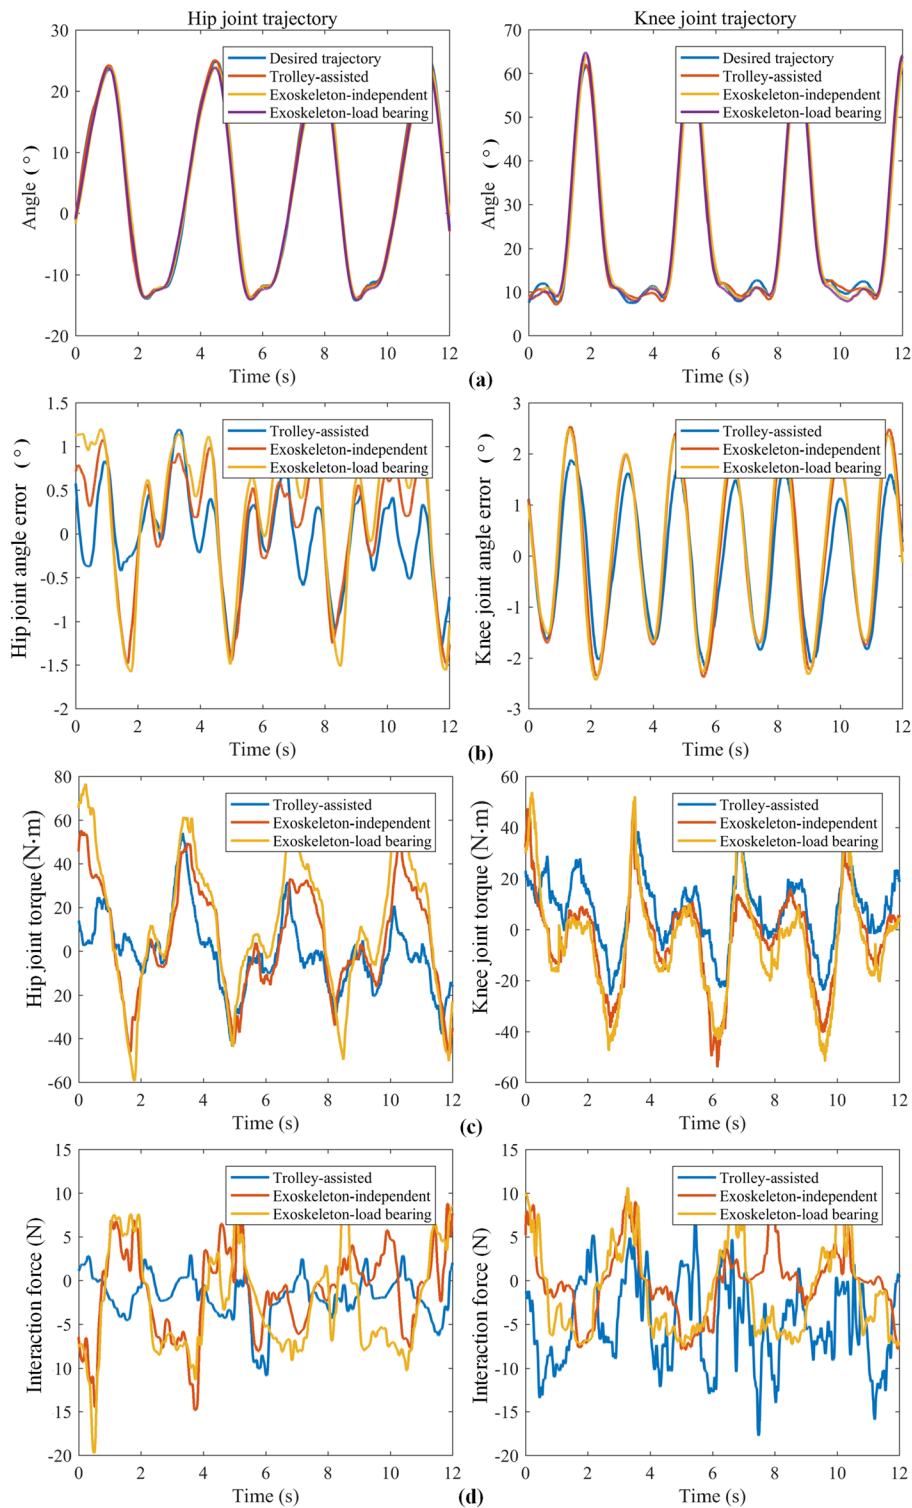 Hip joint trajectory
30
20
10
0
-10
-20
Angle (°)
Desired trajectory
Trolley-assisted
Exoskeleton-independent
Exoskeleton-load bearing
0 2 4 6 8 10 12
Time (s)
Knee joint trajectory
70
60
50
40
30
20
10
0
Angle (°)
Desired trajectory
Trolley-assisted
Exoskeleton-independent
Exoskeleton-load bearing
0 2 4 6 8 10 12
Time (s)
(a)
1.5
1
0.5
0
-0.5
-1
-1.5
-2
Hip joint angle error (°)
Trolley-assisted
Exoskeleton-independent
Exoskeleton-load bearing
0 2 4 6 8 10 12
Time (s)
3
2
1
0
-1
-2
-3
Knee joint angle error (°)
Trolley-assisted
Exoskeleton-independent
Exoskeleton-load bearing
0 2 4 6 8 10 12
Time (s)
(b)
80
60
40
20
0
-20
-40
-60
Hip joint torque (N·m)
Trolley-assisted
Exoskeleton-independent
Exoskeleton-load bearing
0 2 4 6 8 10 12
Time (s)
60
40
20
0
-20
-40
-60
Knee joint torque (N·m)
Trolley-assisted
Exoskeleton-independent
Exoskeleton-load bearing
0 2 4 6 8 10 12
Time (s)
(c)
15
10
5
0
-5
-10
-15
-20
Interaction force (N)
Trolley-assisted
Exoskeleton-independent
Exoskeleton-load bearing
0 2 4 6 8 10 12
Time (s)
15
10
5
0
-5
-10
-15
-20
Interaction force (N)
Trolley-assisted
Exoskeleton-independent
Exoskeleton-load bearing
0 2 4 6 8 10 12
Time (s)
(d)